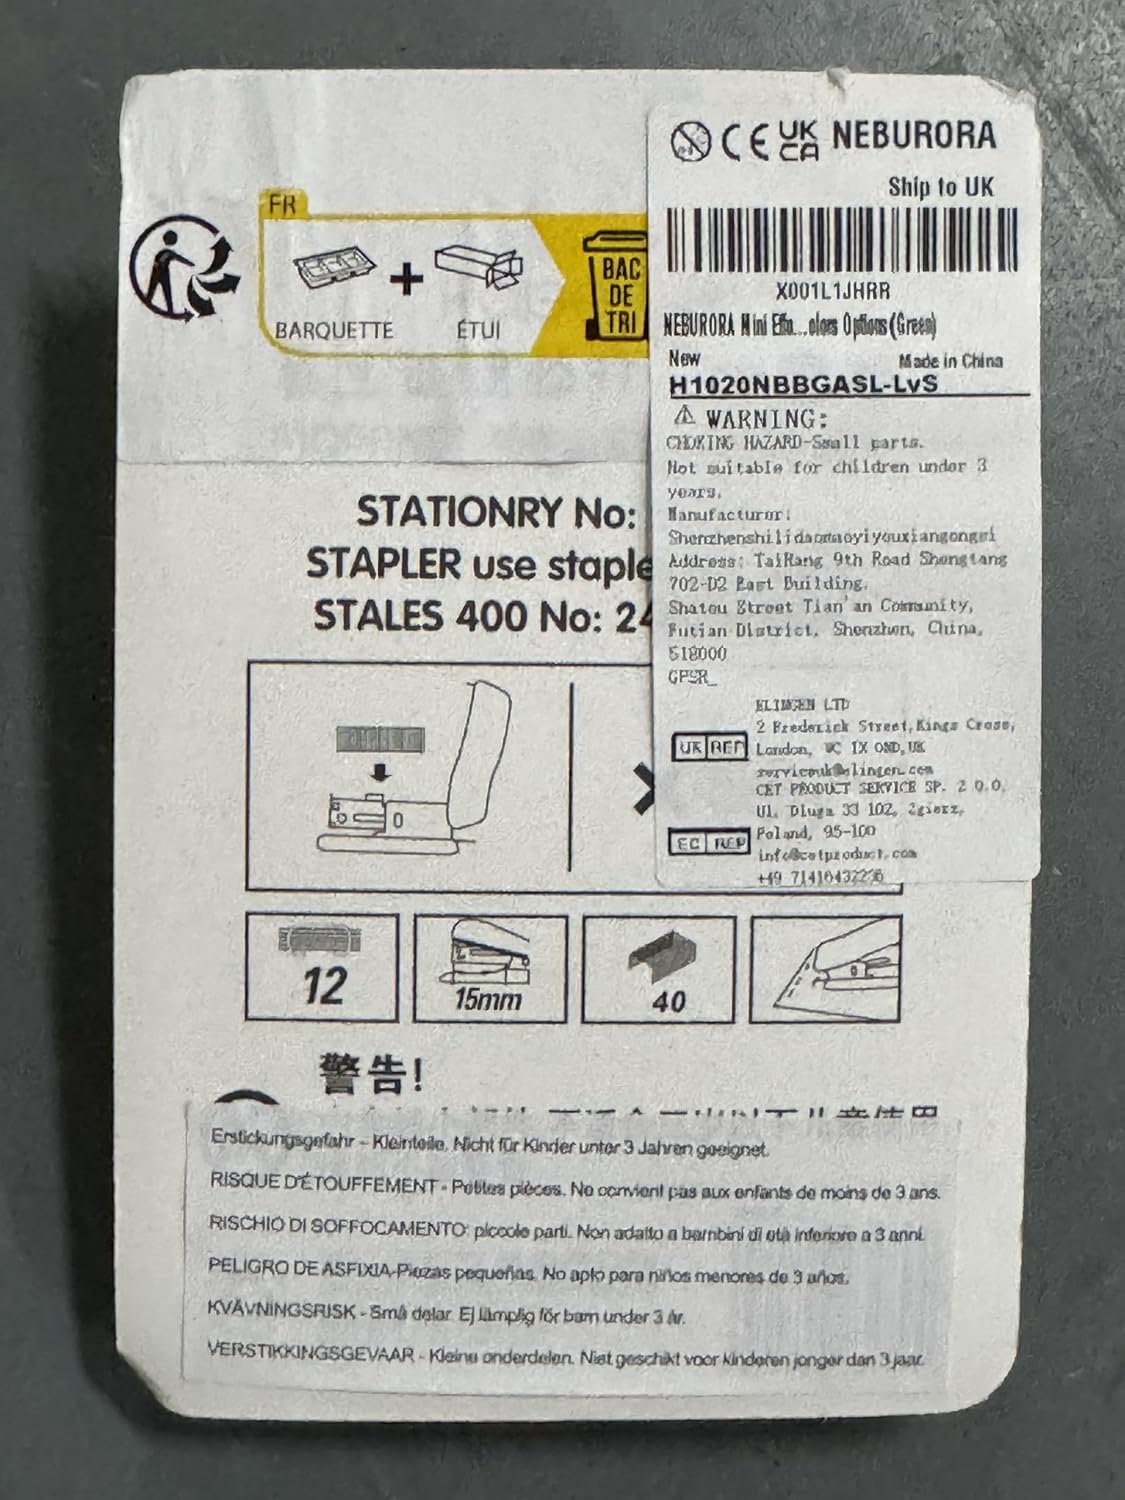 FR
BARQUETTE
+
ÉTUI
BAC
DE
TRI
CE UKCA NEBURORA
Ship to UK
X001L1JHRR
NEBURORA Mini Effo...olors Options(Green)
New
Made in China
H1020NBBGASL-LvS
WARNING:
CHOKING HAZARD-Small parts.
Not suitable for children under 3
years.
Manufacturer:
Address: TaiRang 9th Road Shengtang
702-D2 East Building,
Shatou Street Tian'an Community,
Futian District, Shenzhen, China,
518000
GPSR_
2 Frederick Street,Kings Cross,
UK REP
London, WC 1X 0ND,UK
CET PRODUCT SERVICE SP. Z O.O.
Ul. Dluga 33 102, Zgierz,
Poland, 95-100
EC REP
info@cetproduct.com
STATIONRY No:
STAPLER use staple
STALES 400 No: 24
12
15mm
40
警告!
Erstickungsgefahr – Kleinteile. Nicht für Kinder unter 3 Jahren geeignet.
RISQUE D'ÉTOUFFEMENT - Petites pièces. Ne convient pas aux enfants de moins de 3 ans.
RISCHIO DI SOFFOCAMENTO: piccole parti. Non adatto a bambini di età inferiore a 3 anni.
PELIGRO DE ASFIXIA-Piezas pequeñas. No apto para niños menores de 3 años.
KVÄVNINGSRISK - Små delar. Ej lämplig för barn under 3 år.
VERSTIKKINGSGEVAAR - Kleine onderdelen. Niet geschikt voor kinderen jonger dan 3 jaar.